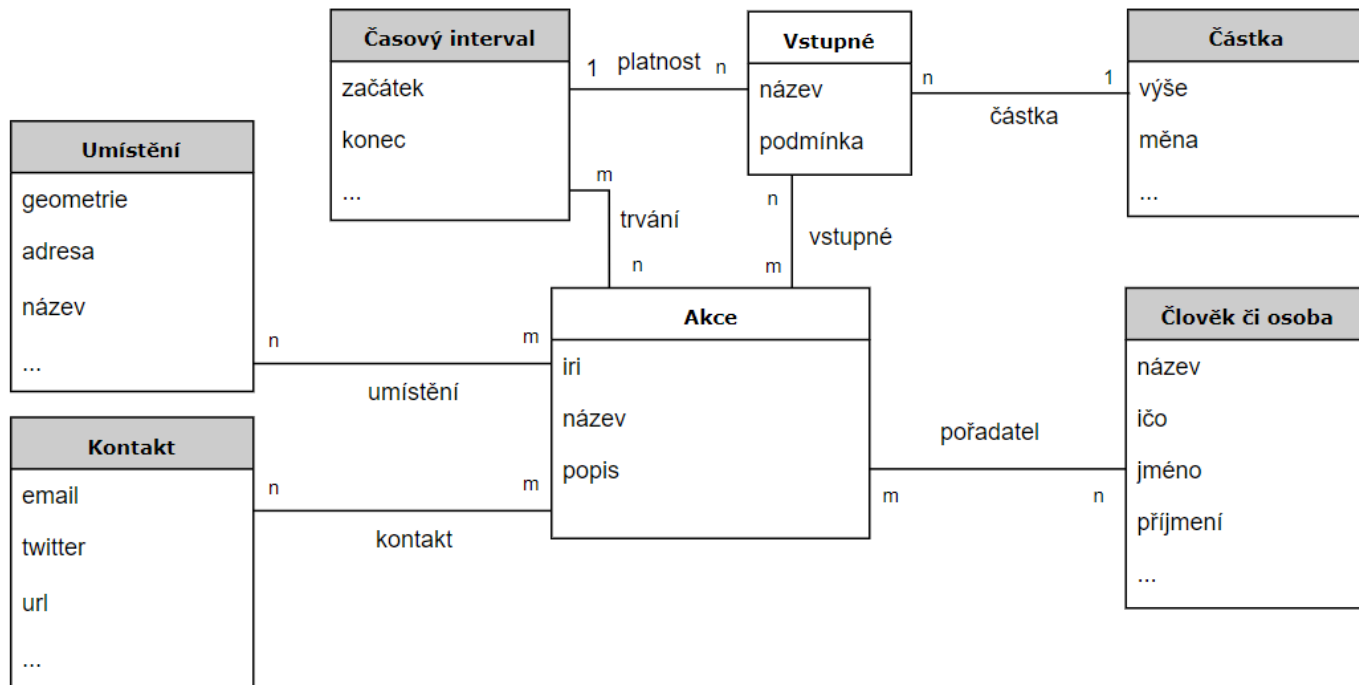 Časový interval
začátek
konec
...
1 platnost n
Vstupné
název
podmínka
n 1
částka
Částka
výše
měna
...
Umístění
geometrie
adresa
název
...
m
trvání
n
n
vstupné
m
n m
umístění
Akce
iri
název
popis
Člověk či osoba
název
ičo
jméno
příjmení
...
pořadatel
m n
Kontakt
email
twitter
url
...
n m
kontakt